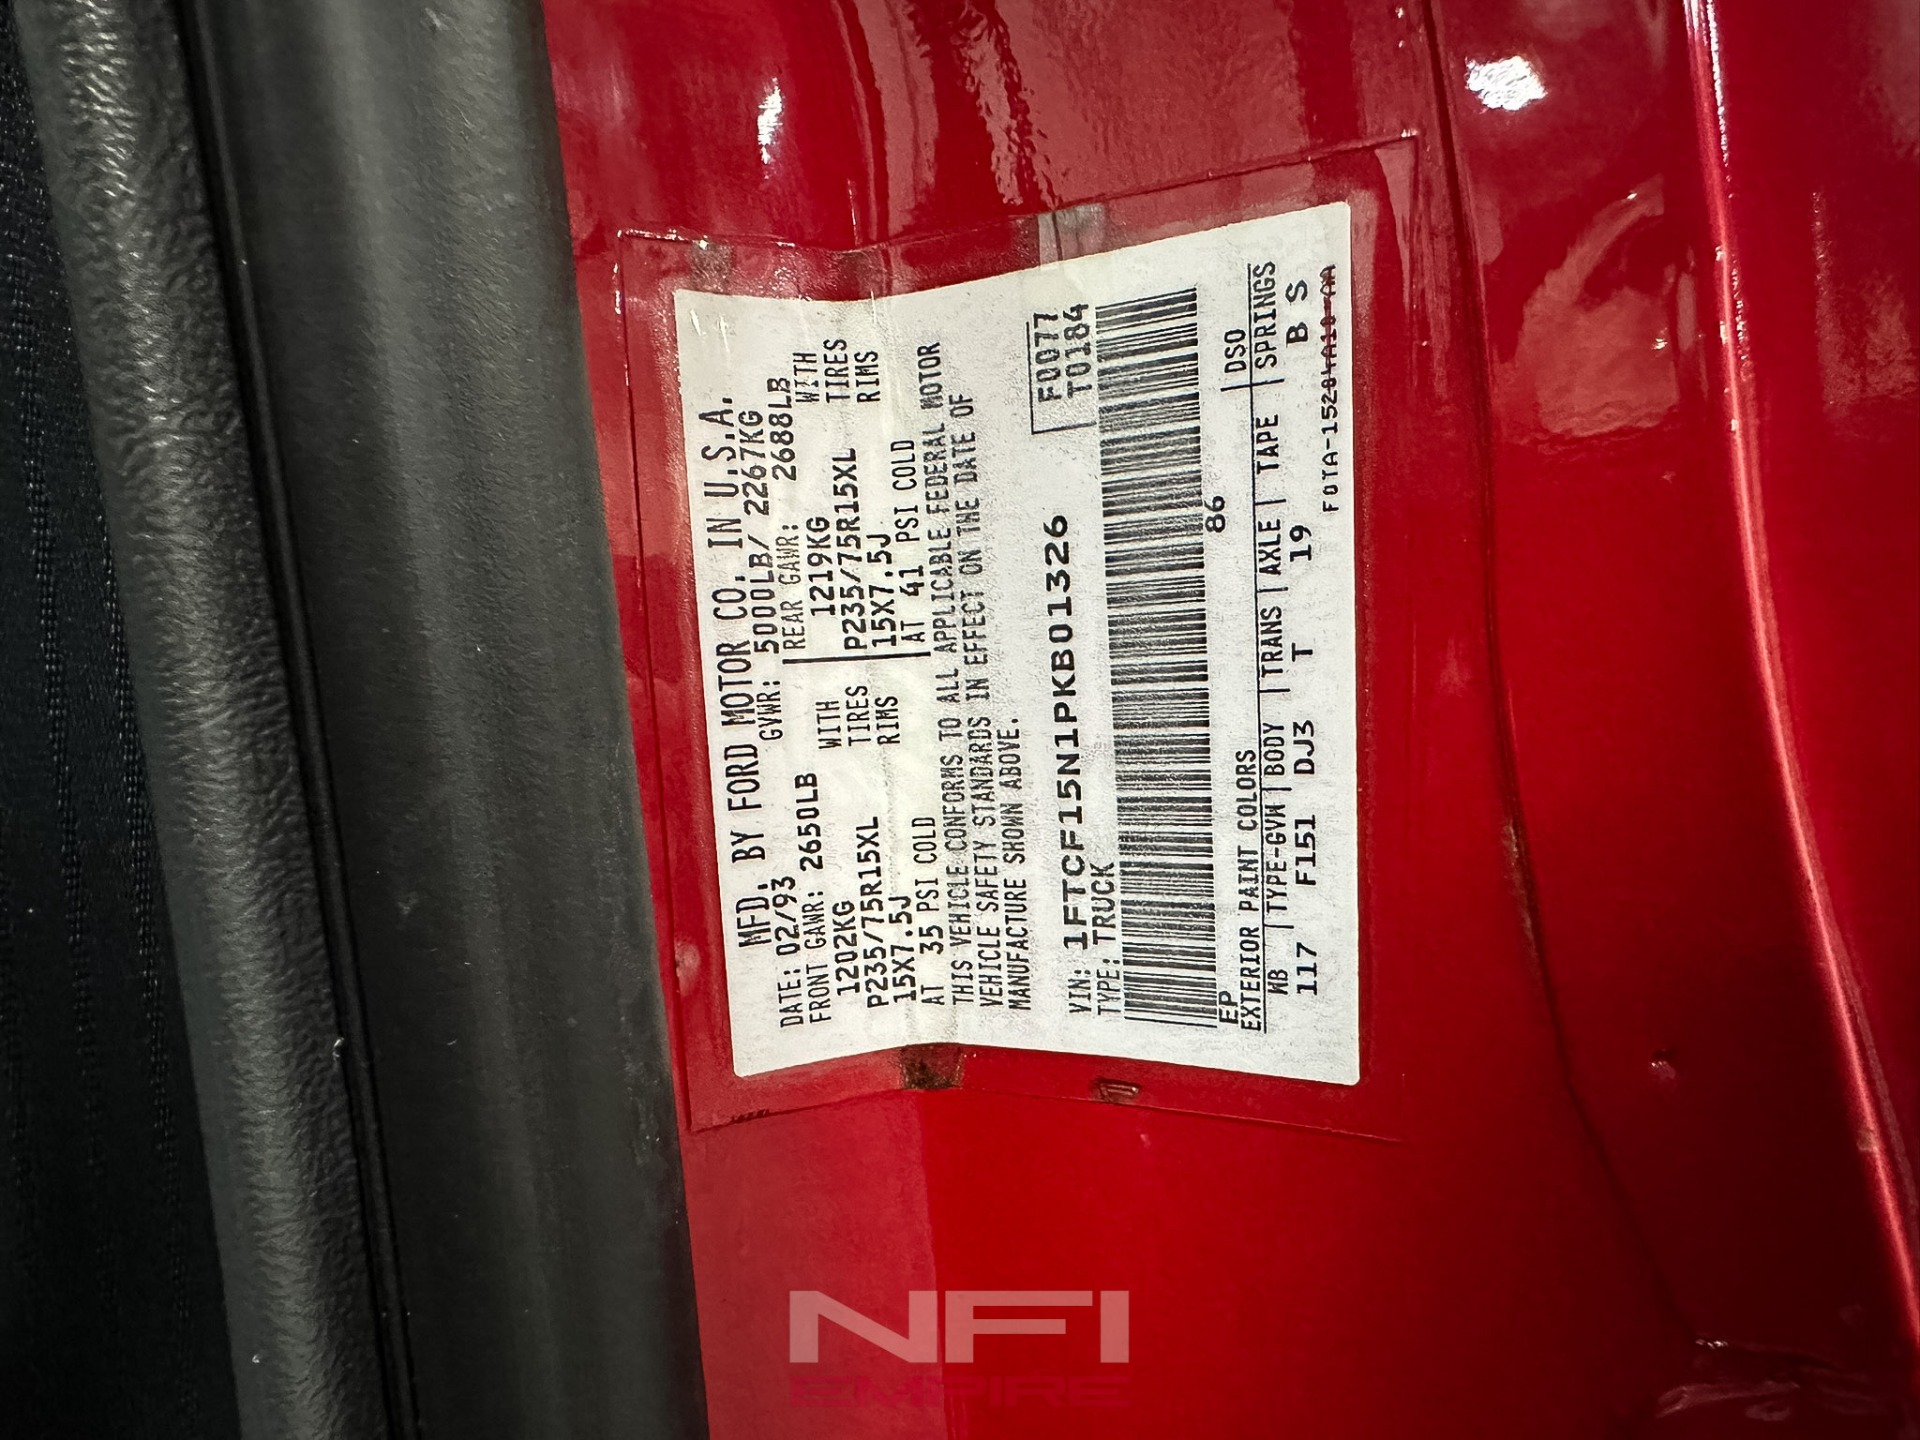 MFD. BY FORD MOTOR CO. IN U.S.A.
DATE: 02/93 GVWR: 5000LB/ 2267KG
FRONT GAWR: 2650LB REAR GAWR: 2688LB
1202KG WITH 1219KG WITH
P235/75R15XL TIRES P235/75R15XL TIRES
15X7.5J RIMS 15X7.5J RIMS
AT 35 PSI COLD AT 41 PSI COLD
THIS VEHICLE CONFORMS TO ALL APPLICABLE FEDERAL MOTOR
VEHICLE SAFETY STANDARDS IN EFFECT ON THE DATE OF
MANUFACTURE SHOWN ABOVE.
F0077
T0184
VIN: 1FTCF15N1PKB01326
TYPE: TRUCK
EP 86
EXTERIOR PAINT COLORS DSO
WB TYPE-GVW BODY TRANS AXLE TAPE SPRINGS
117 F151 DJ3 T 19 B S
NFI
EMPIRE